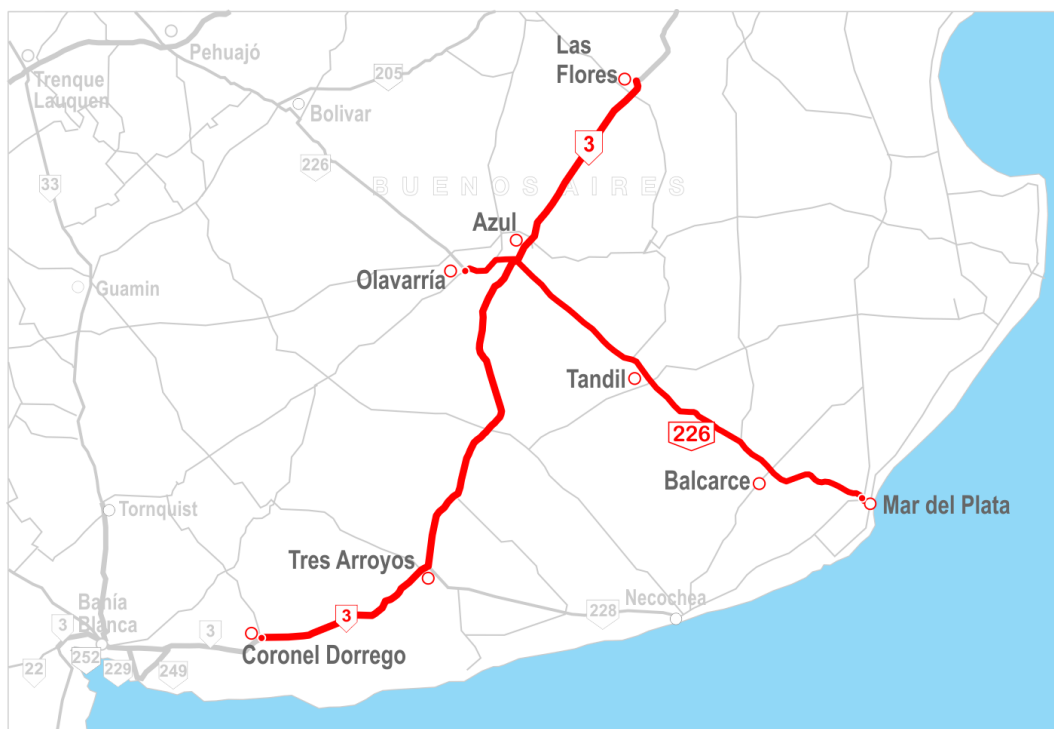 Las
Flores
Pehuajó
Trenque
Lauquen
205
Bolivar
3
226
33
BUENOS AIRES
Azul
Olavarría
Guamin
Tandil
226
Balcarce
Mar del Plata
Tornquist
Tres Arroyos
Necochea
228
Bahía
Blanca
3
3
3
Coronel Dorrego
252
229
249
22